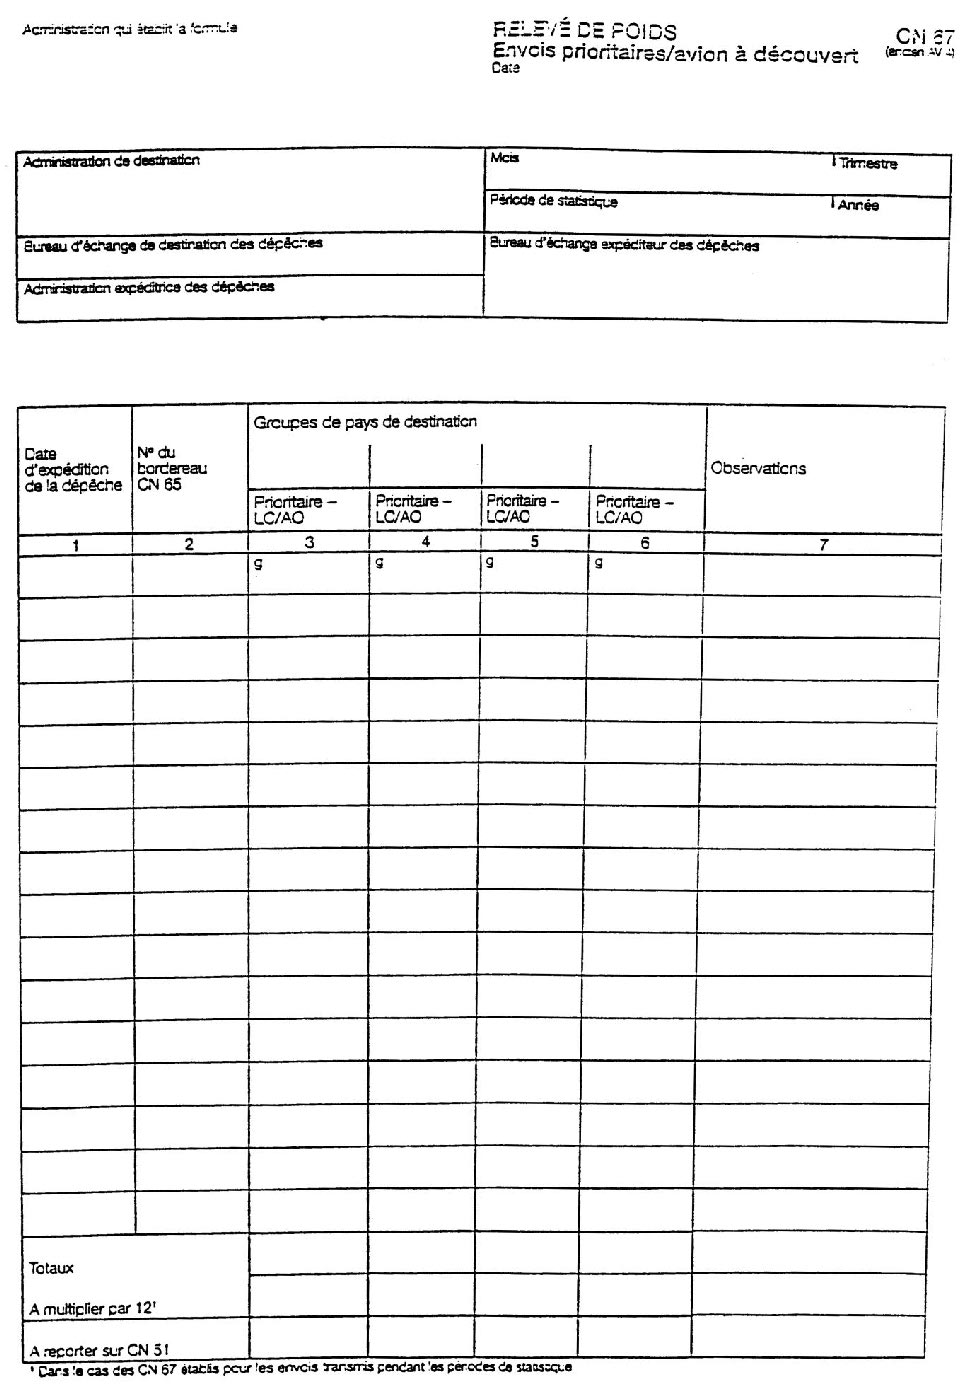 Administration qui établit la formule
RELEVÉ DE POIDS
Envois prioritaires/avion à découvert
Date
CN 67
(ancien AV 4)
Administration de destination
Mois
Trimestre
Période de statistique
Année
Bureau d'échange de destination des dépêches
Bureau d'échange expéditeur des dépêches
Administration expéditrice des dépêches
Date
d'expédition
de la dépêche
N° du
bordereau
CN 65
Groupes de pays de destination
Observations
Prioritaire –
LC/AO
Prioritaire –
LC/AO
Prioritaire –
LC/AO
Prioritaire –
LC/AO
1 2 3 4 5 6 7
g g g g
Totaux
A multiplier par 12¹
A reporter sur CN 51
¹ Dans le cas des CN 67 établis pour les envois transmis pendant les périodes de statistique